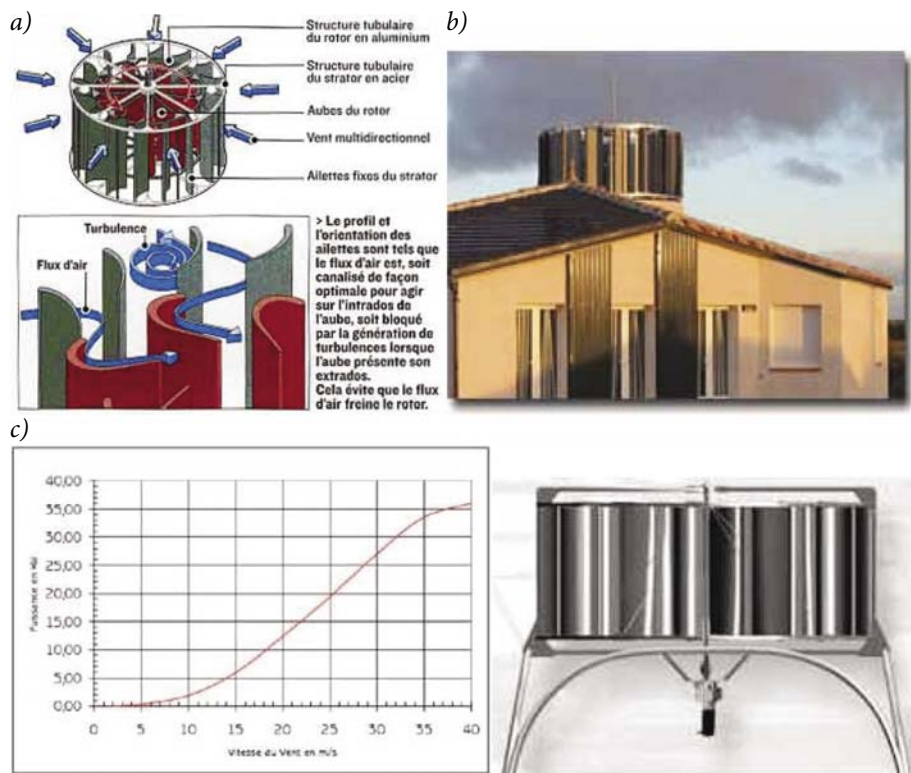 a)
Structure tubulaire
du rotor en aluminium
Structure tubulaire
du strator en acier
Aubes du rotor
Vent multidirectionnel
Ailettes fixes du strator
Turbulence
Flux d'air
> Le profil et
l'orientation des
ailettes sont tels que
le flux d'air est, soit
canalisé de façon
optimale pour agir
sur l'intrados de
l'aube, soit bloqué
par la génération de
turbulences lorsque
l'aube présente son
extrados.
Cela évite que le flux
d'air freine le rotor.
b)
c)
40,00
35,00
30,00
25,00
20,00
15,00
10,00
5,00
0,00
Puissance en KW
0
5
10
15
20
25
30
35
40
Vitesse du Vent en m/s